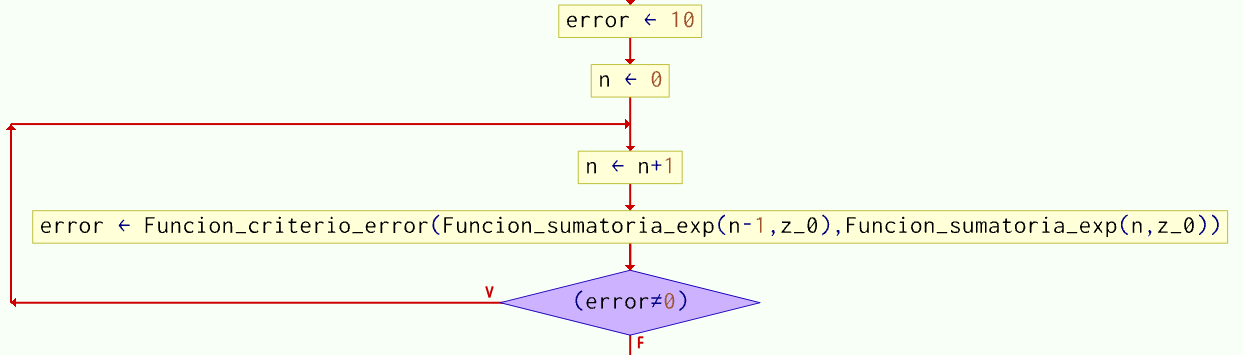 error ← 10
n ← 0
n ← n+1
error ← Funcion_criterio_error(Funcion_sumatoria_exp(n-1,z_0),Funcion_sumatoria_exp(n,z_0))
V
(error≠0)
F